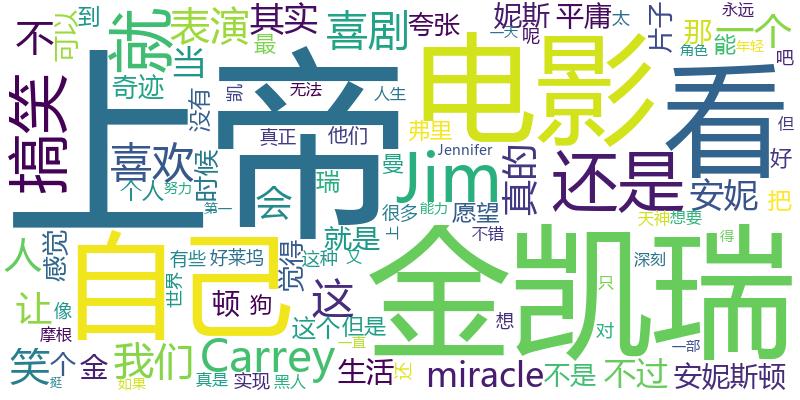 不 可以 到 就 表演 其实 喜剧 夸张 妮斯 平庸 太 永远
当 最 一天 呢 片子 那 能 一个
角色 年轻 吧
搞笑 奇迹 没有 凯 上帝 无法 人生 电影 看 但
真正 他们 弗里
喜欢 时候 曼 Jennifer 真的 还是 好
个人 努力 会 瑞 Jim 安妮 把
第一 很多 能力 愿望 天神 想要
人 感觉 自己 就是 上 不错 金凯瑞 得
有些 好莱坞 觉得 这种 又 深刻
让 像 世界 顿 狗 这 想 只
摩根 这个 但是 对
笑 个 金 我们 Carrey 一直 一部
挺 如果 真是 实现 黑人 生活 还 miracle 不是 不过 安妮斯顿